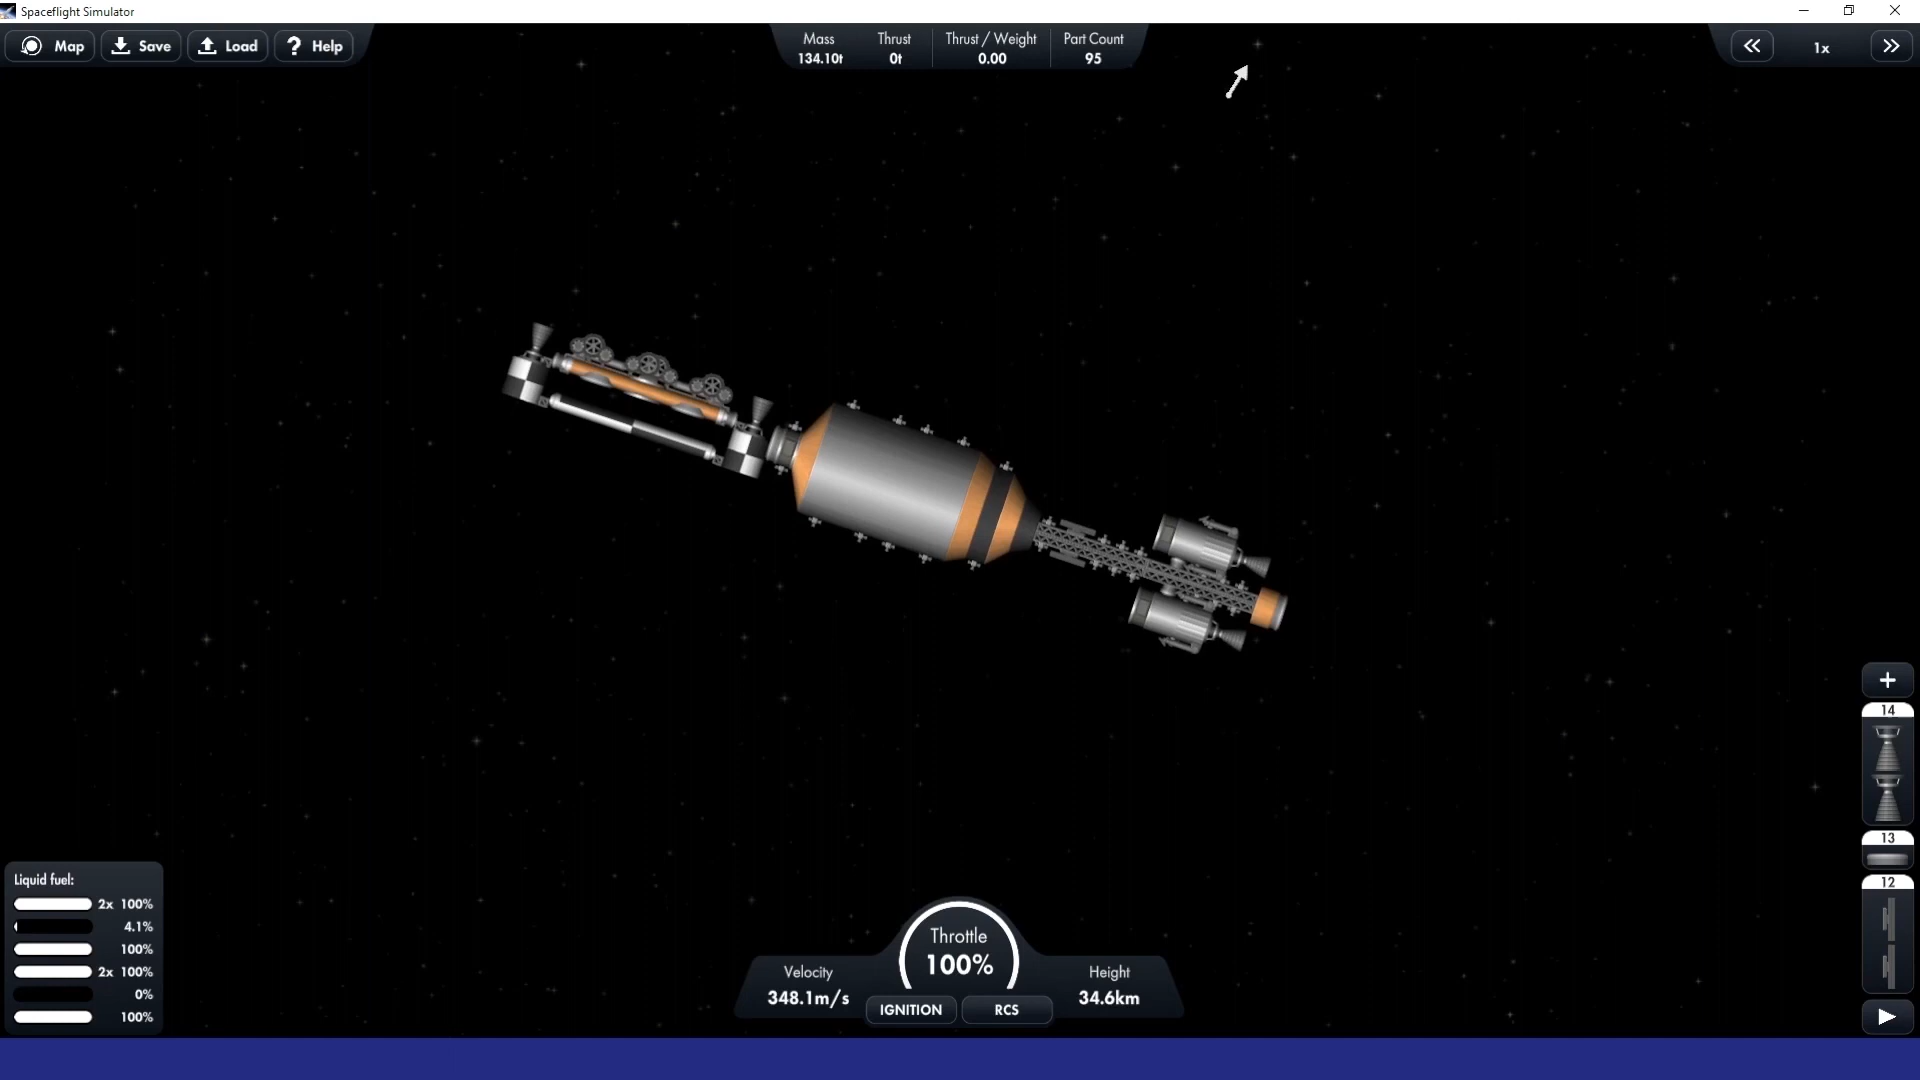 Spaceflight Simulator
Map Save Load ? Help
Mass Thrust Thrust / Weight Part Count
134.10t 0t 0.00 95
1x
14
13
12
Liquid fuel:
2x 100%
4.1%
100%
2x 100%
0%
100%
Throttle
100%
Velocity
348.1m/s
IGNITION RCS
Height
34.6km